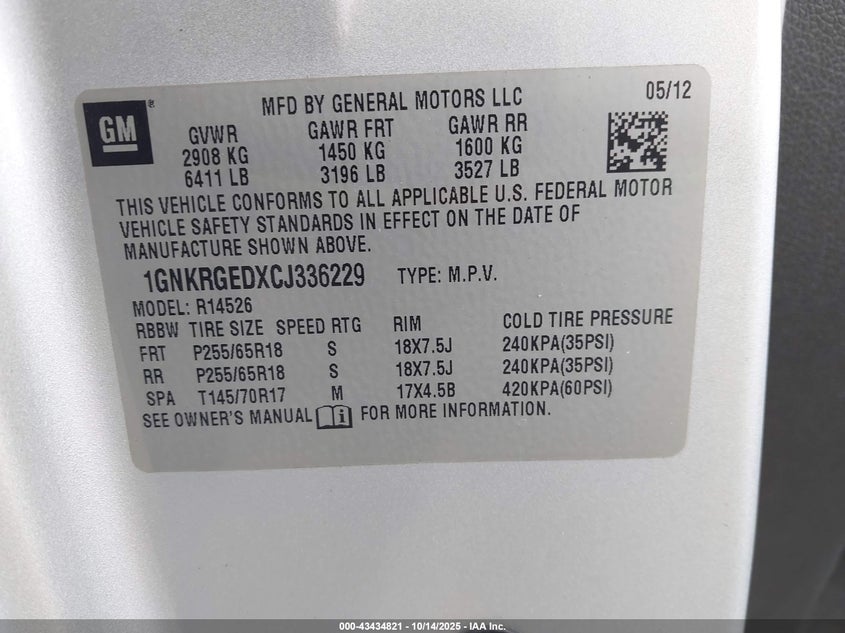 GM ®
MFD BY GENERAL MOTORS LLC 05/12
GVWR GAWR FRT GAWR RR
2908 KG 1450 KG 1600 KG
6411 LB 3196 LB 3527 LB
THIS VEHICLE CONFORMS TO ALL APPLICABLE U.S. FEDERAL MOTOR
VEHICLE SAFETY STANDARDS IN EFFECT ON THE DATE OF
MANUFACTURE SHOWN ABOVE.
1GNKRGEDXCJ336229 TYPE: M.P.V.
MODEL: R14526
RBBW TIRE SIZE SPEED RTG RIM COLD TIRE PRESSURE
FRT P255/65R18 S 18X7.5J 240KPA(35PSI)
RR P255/65R18 S 18X7.5J 240KPA(35PSI)
SPA T145/70R17 M 17X4.5B 420KPA(60PSI)
SEE OWNER'S MANUAL i FOR MORE INFORMATION.
000-43434821 - 10/14/2025 - IAA Inc.